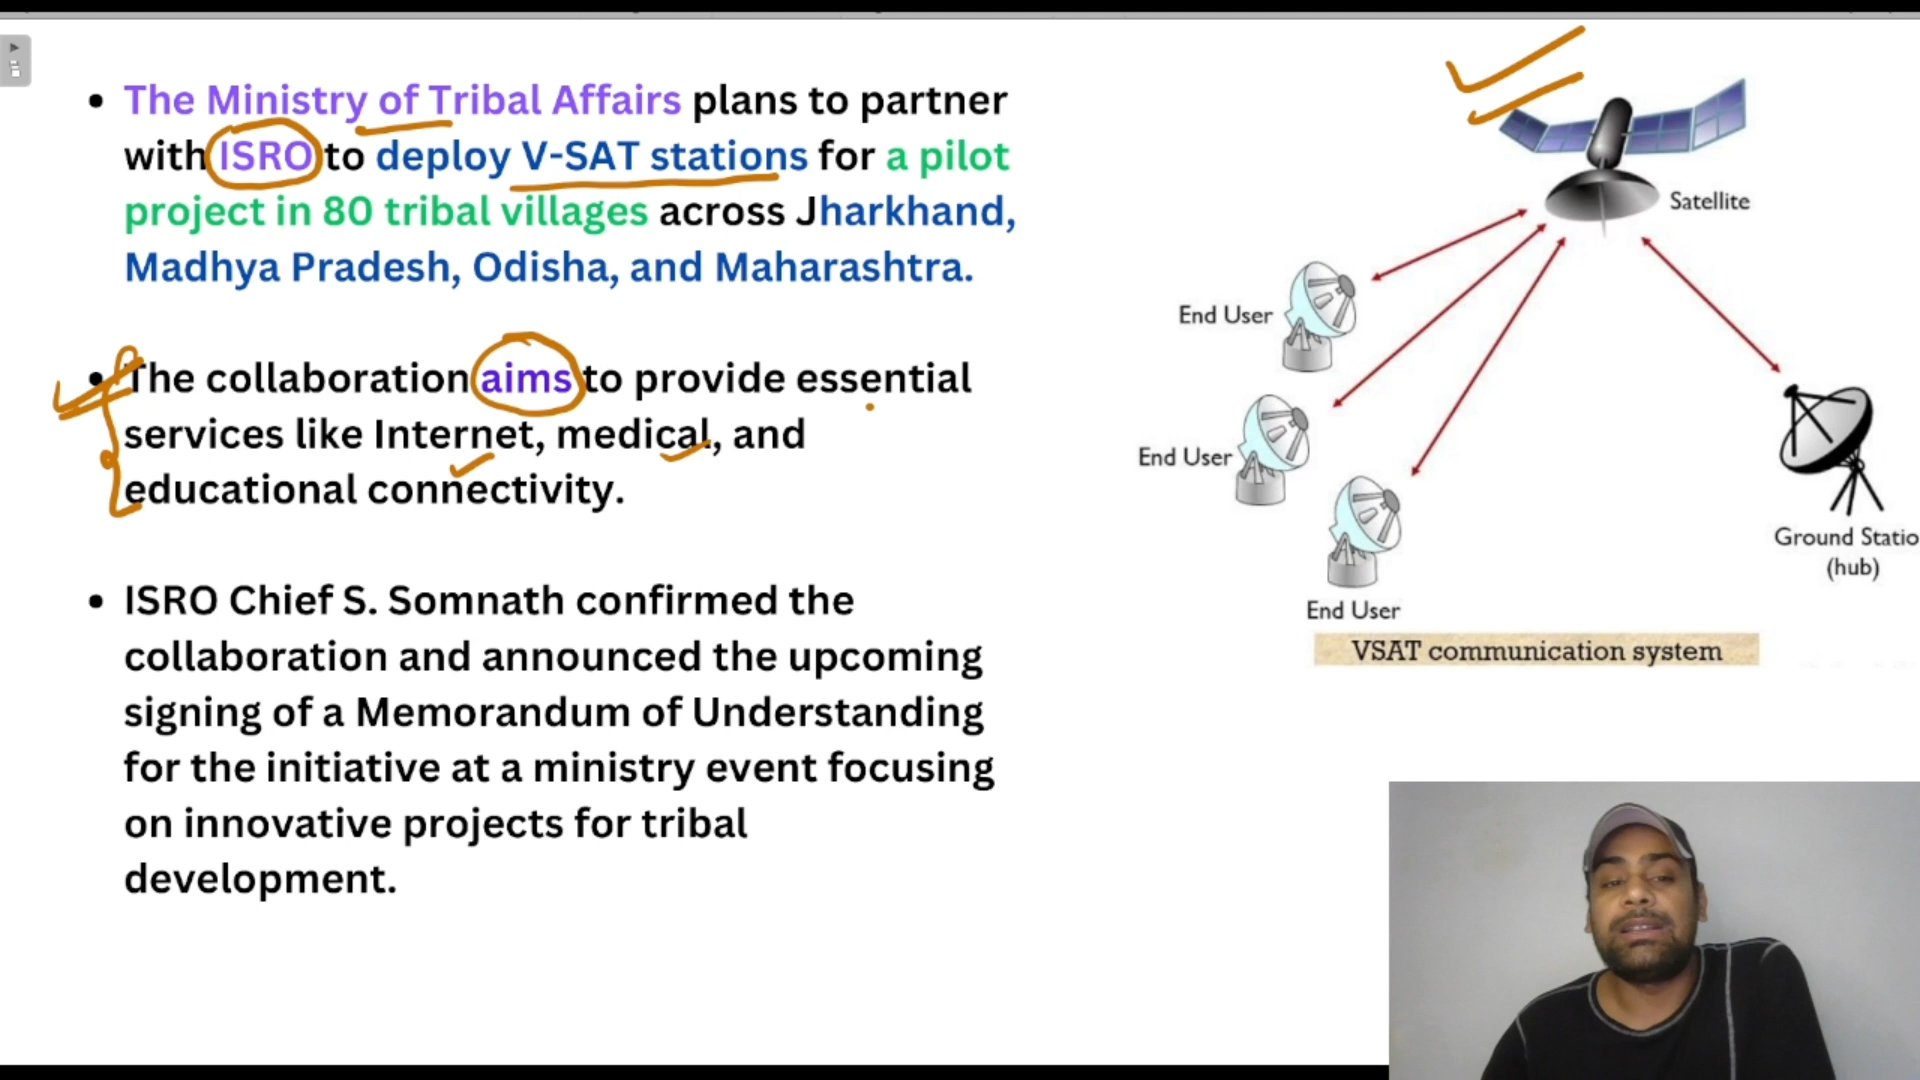 The Ministry of Tribal Affairs plans to partner
with ISRO to deploy V-SAT stations for a pilot
project in 80 tribal villages across Jharkhand,
Madhya Pradesh, Odisha, and Maharashtra.
The collaboration aims to provide essential
services like Internet, medical, and
educational connectivity.
ISRO Chief S. Somnath confirmed the
collaboration and announced the upcoming
signing of a Memorandum of Understanding
for the initiative at a ministry event focusing
on innovative projects for tribal
development.
Satellite
End User
End User
End User
Ground Statio
(hub)
VSAT communication system